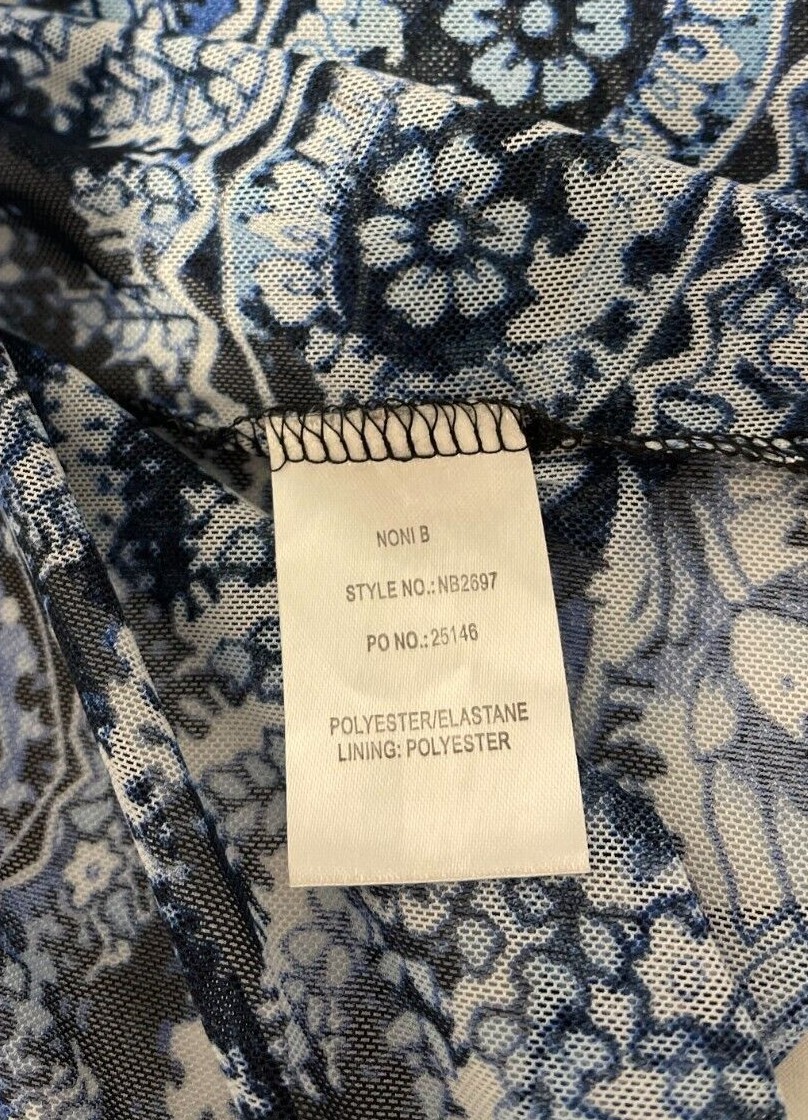 NONI B
STYLE NO.: NB2697
PO NO.: 25146
POLYESTER/ELASTANE
LINING: POLYESTER